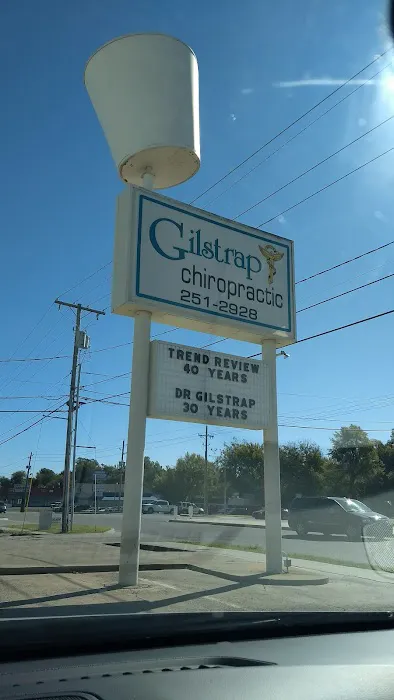 Gilstrap
chiropractic
251-2928
TREND REVIEW
40 YEARS
DR GILSTRAP
30 YEARS